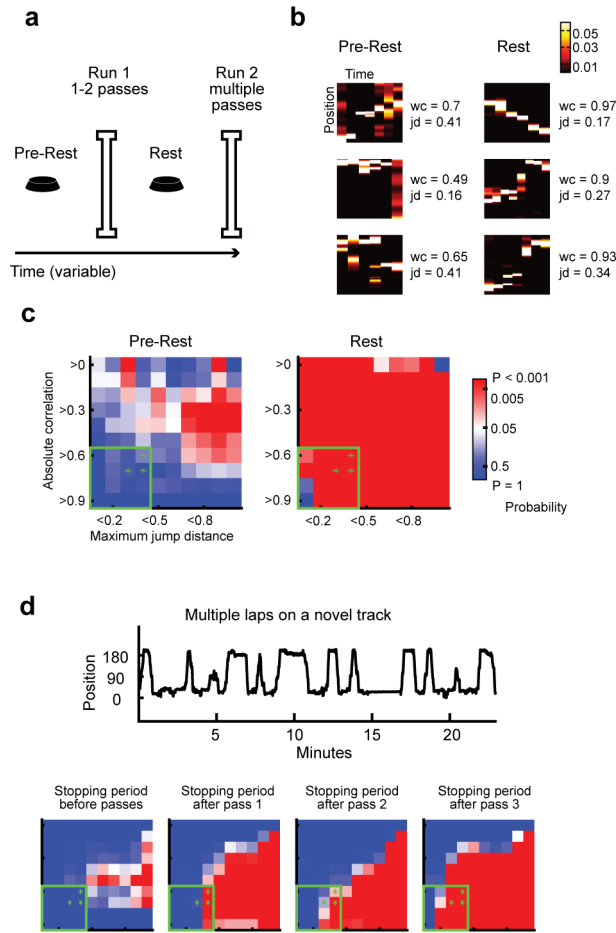 a
Run 1
1-2 passes
Run 2
multiple
passes
Pre-Rest
Rest
Time (variable)
b
Pre-Rest
Rest
0.05
0.03
0.01
Time
Position
wc = 0.7
jd = 0.41
wc = 0.97
jd = 0.17
wc = 0.49
jd = 0.16
wc = 0.9
jd = 0.27
wc = 0.65
jd = 0.41
wc = 0.93
jd = 0.34
c
Pre-Rest
Rest
Absolute correlation
>0
>0.3
>0.6
>0.9
<0.2
<0.5
<0.8
Maximum jump distance
>0
>0.3
>0.6
>0.9
<0.2
<0.5
<0.8
P < 0.001
0.005
0.05
0.5
P = 1
Probability
d
Multiple laps on a novel track
Position
180
90
0
5
10
15
20
Minutes
Stopping period
before passes
Stopping period
after pass 1
Stopping period
after pass 2
Stopping period
after pass 3